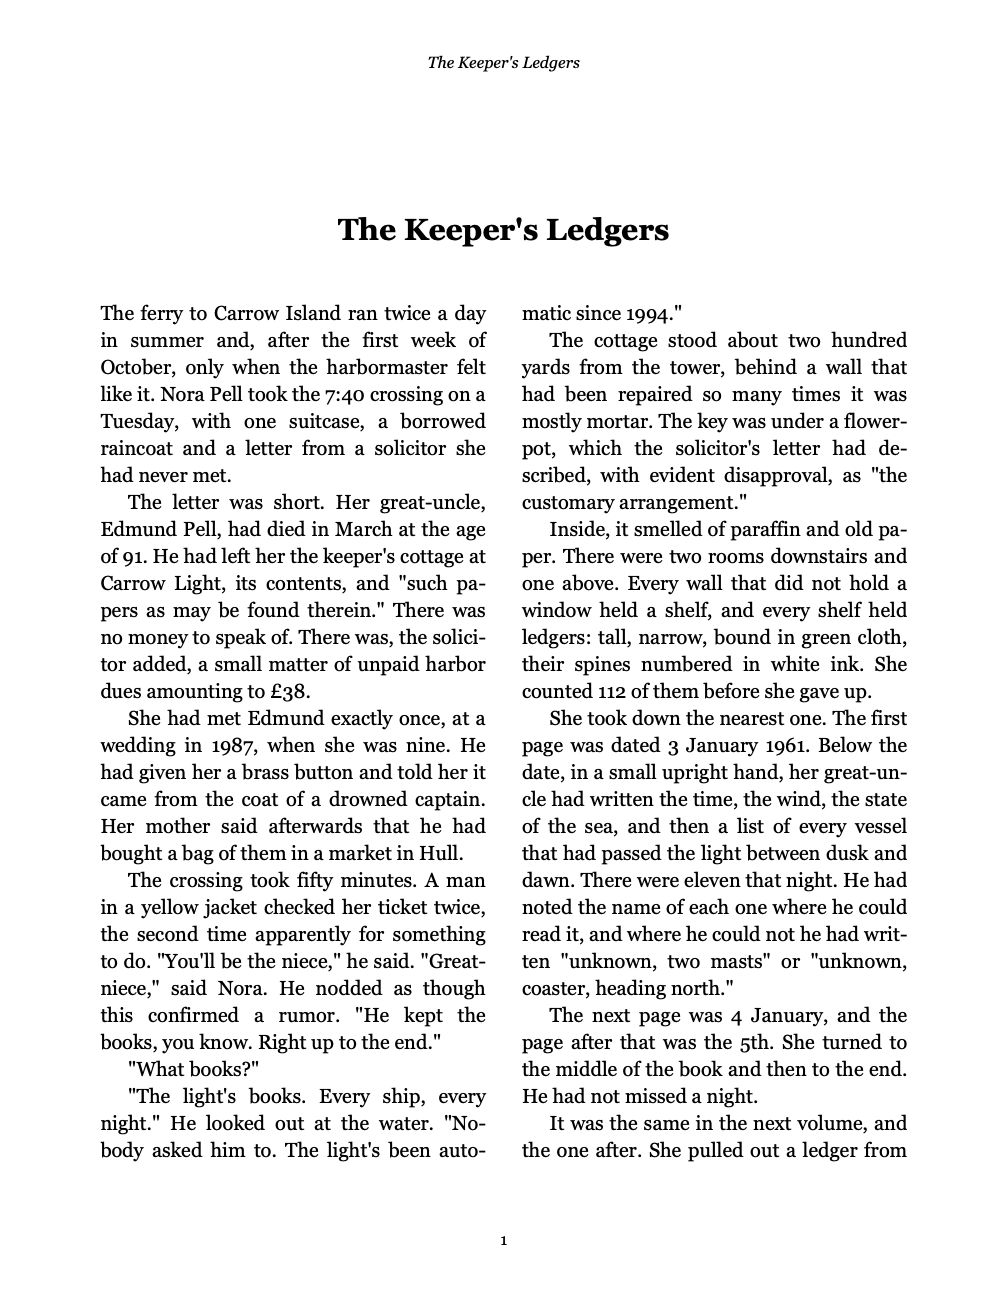 The Keeper's Ledgers
The Keeper's Ledgers
The ferry to Carrow Island ran twice a day
in summer and, after the first week of
October, only when the harbormaster felt
like it. Nora Pell took the 7:40 crossing on a
Tuesday, with one suitcase, a borrowed
raincoat and a letter from a solicitor she
had never met.
The letter was short. Her great-uncle,
Edmund Pell, had died in March at the age
of 91. He had left her the keeper's cottage at
Carrow Light, its contents, and "such pa-
pers as may be found therein." There was
no money to speak of. There was, the solici-
tor added, a small matter of unpaid harbor
dues amounting to £38.
She had met Edmund exactly once, at a
wedding in 1987, when she was nine. He
had given her a brass button and told her it
came from the coat of a drowned captain.
Her mother said afterwards that he had
bought a bag of them in a market in Hull.
The crossing took fifty minutes. A man
in a yellow jacket checked her ticket twice,
the second time apparently for something
to do. "You'll be the niece," he said. "Great-
niece," said Nora. He nodded as though
this confirmed a rumor. "He kept the
books, you know. Right up to the end."
"What books?"
"The light's books. Every ship, every
night." He looked out at the water. "No-
body asked him to. The light's been auto-
matic since 1994."
The cottage stood about two hundred
yards from the tower, behind a wall that
had been repaired so many times it was
mostly mortar. The key was under a flower-
pot, which the solicitor's letter had de-
scribed, with evident disapproval, as "the
customary arrangement."
Inside, it smelled of paraffin and old pa-
per. There were two rooms downstairs and
one above. Every wall that did not hold a
window held a shelf, and every shelf held
ledgers: tall, narrow, bound in green cloth,
their spines numbered in white ink. She
counted 112 of them before she gave up.
She took down the nearest one. The first
page was dated 3 January 1961. Below the
date, in a small upright hand, her great-un-
cle had written the time, the wind, the state
of the sea, and then a list of every vessel
that had passed the light between dusk and
dawn. There were eleven that night. He had
noted the name of each one where he could
read it, and where he could not he had writ-
ten "unknown, two masts" or "unknown,
coaster, heading north."
The next page was 4 January, and the
page after that was the 5th. She turned to
the middle of the book and then to the end.
He had not missed a night.
It was the same in the next volume, and
the one after. She pulled out a ledger from
1